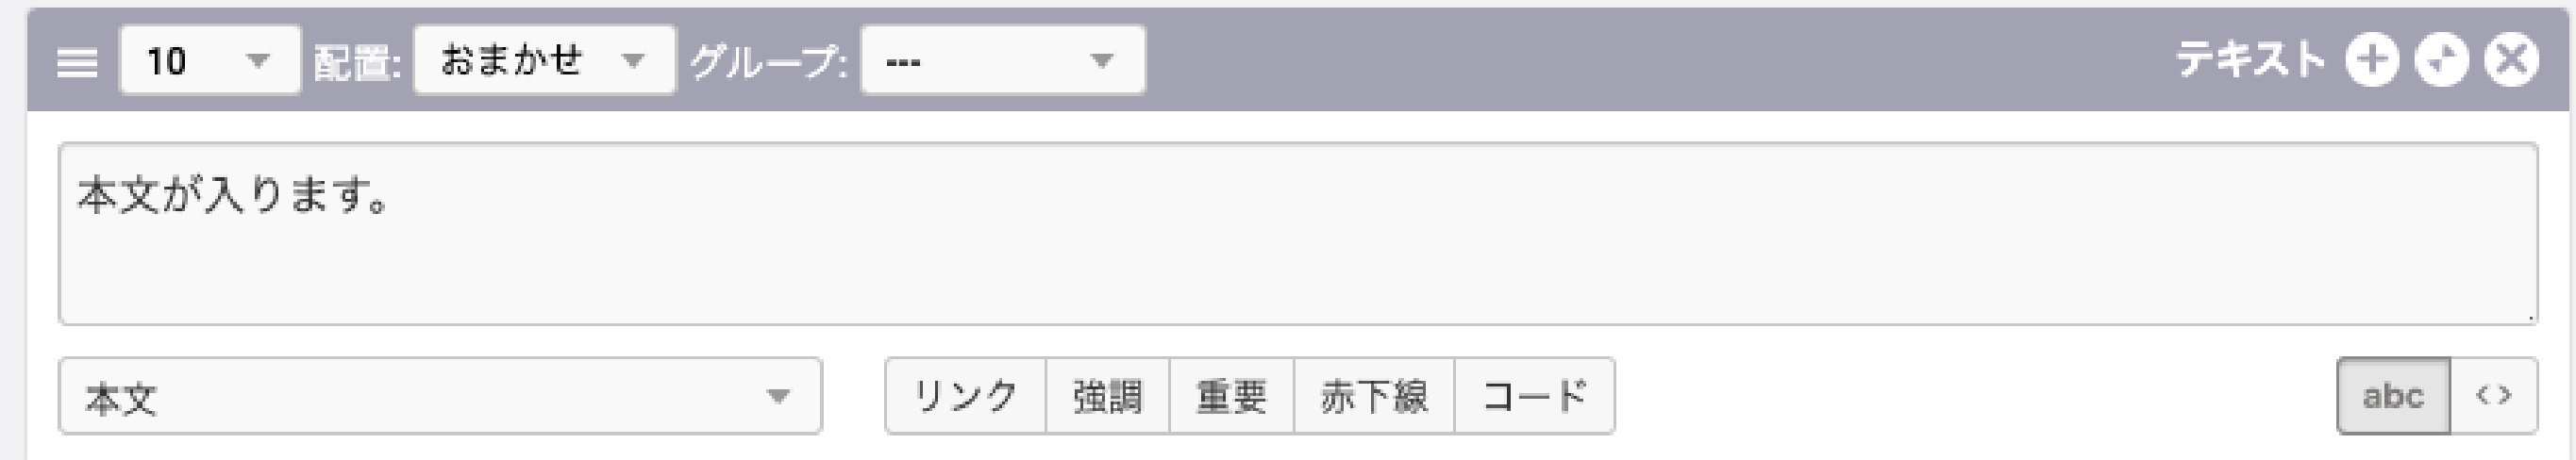 10 配置: おまかせ グループ: --- テキスト
本文が入ります。
本文 リンク 強調 重要 赤下線 コード abc <>